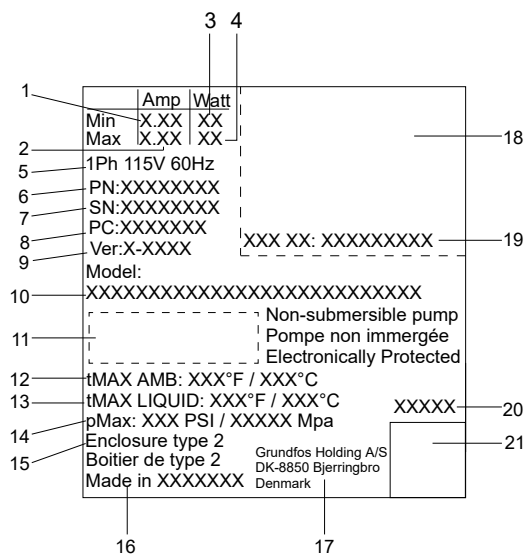 3 4
1
Amp Watt
Min X.XX XX
Max X.XX XX
2
18
5
1Ph 115V 60Hz
6
PN:XXXXXXXX
7
SN:XXXXXXXX
8
PC:XXXXXXX
XXX XX: XXXXXXXXX
19
9
Ver:X-XXXX
Model:
10
XXXXXXXXXXXXXXXXXXXXXXXXXXX
11
Non-submersible pump
Pompe non immergée
Electronically Protected
12
tMAX AMB: XXX°F / XXX°C
13
tMAX LIQUID: XXX°F / XXX°C
XXXXX
20
14
pMax: XXX PSI / XXXXX Mpa
15
Enclosure type 2
Boitier de type 2
Made in XXXXXXX
Grundfos Holding A/S
DK-8850 Bjerringbro
Denmark
21
16
17